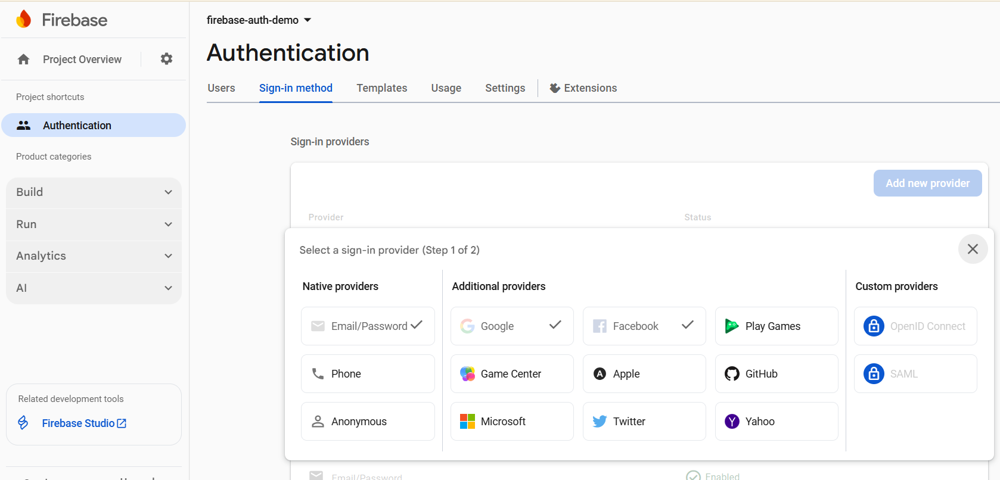 Firebase
Project Overview
Project shortcuts
Authentication
Product categories
Build
Run
Analytics
AI
Related development tools
Firebase Studio
firebase-auth-demo
Authentication
Users
Sign-in method
Templates
Usage
Settings
Extensions
Sign-in providers
Add new provider
Provider
Status
Select a sign-in provider (Step 1 of 2)
Native providers
Email/Password
Phone
Anonymous
Additional providers
Google
Facebook
Play Games
Game Center
Apple
GitHub
Microsoft
Twitter
Yahoo
Custom providers
OpenID Connect
SAML
Email/Password
Enabled